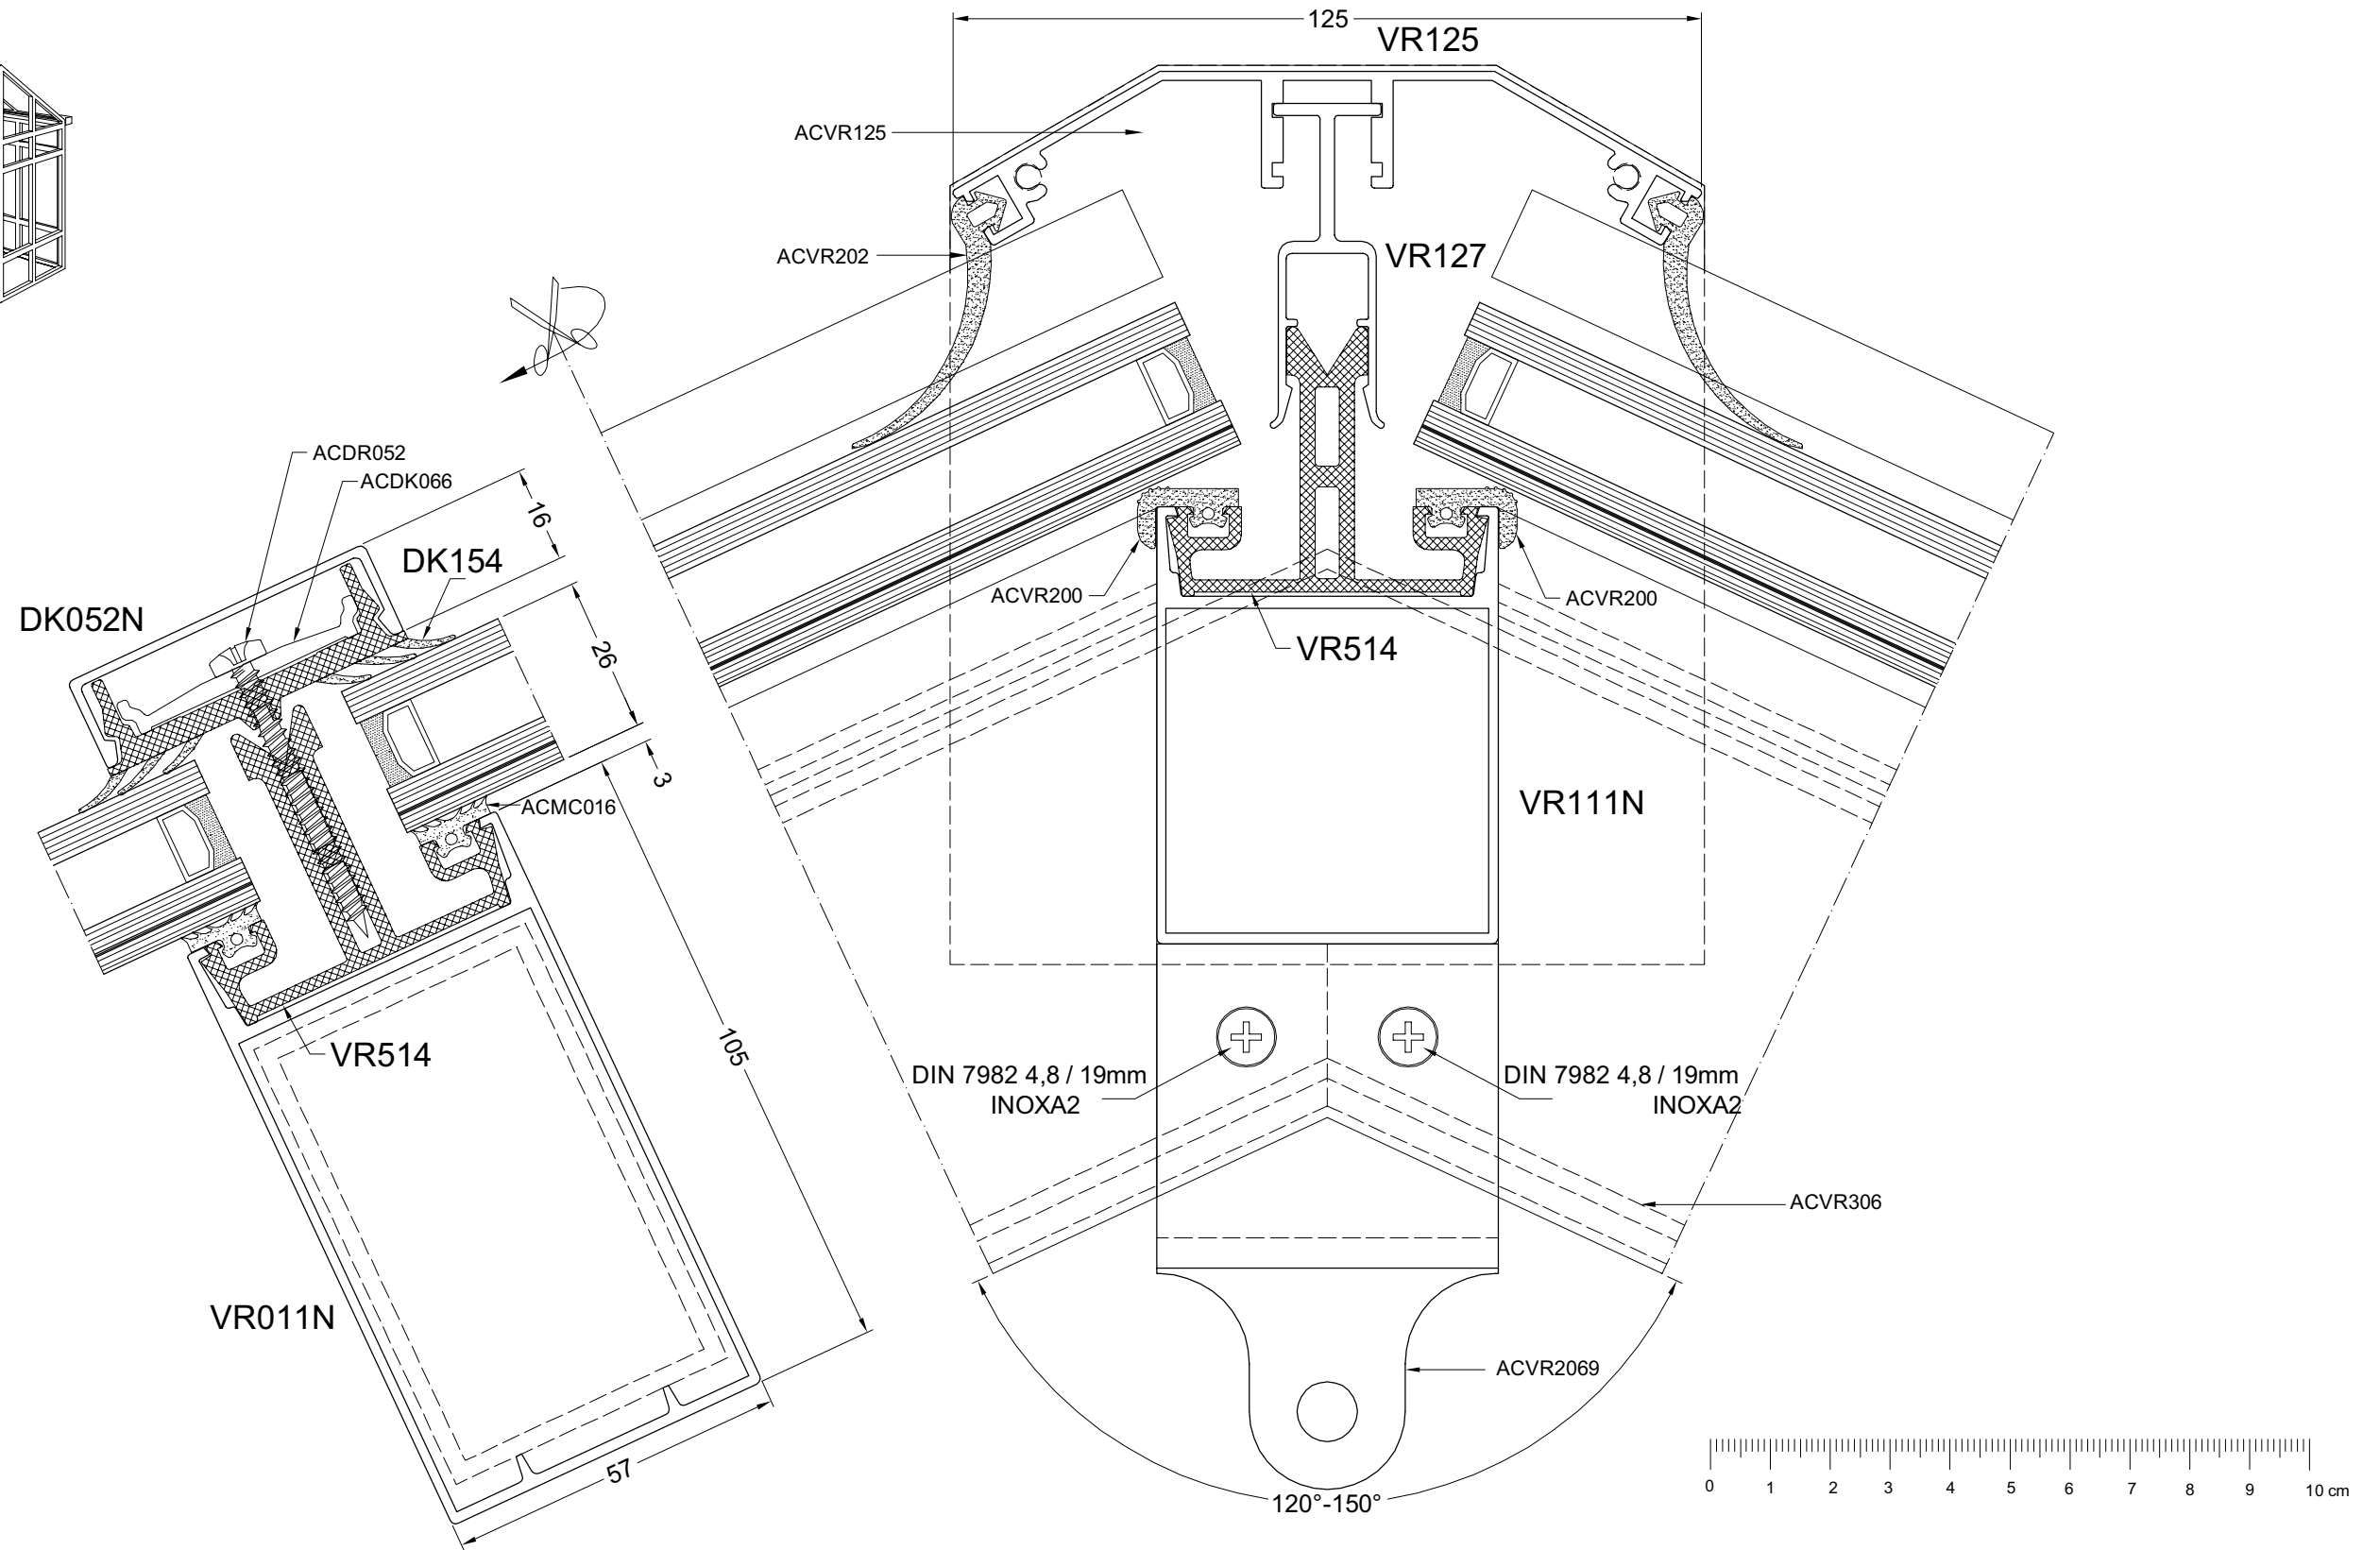 125
VR125
ACVR125
ACVR202
VR127
ACDR052
ACDK066
16
DK154
DK052N
26
3
ACMC016
ACVR200
ACVR200
VR514
VR111N
105
VR514
DIN 7982 4,8 / 19mm
INOXA2
DIN 7982 4,8 / 19mm
INOXA2
ACVR306
VR011N
ACVR2069
57
120°-150°
0 1 2 3 4 5 6 7 8 9 10 cm